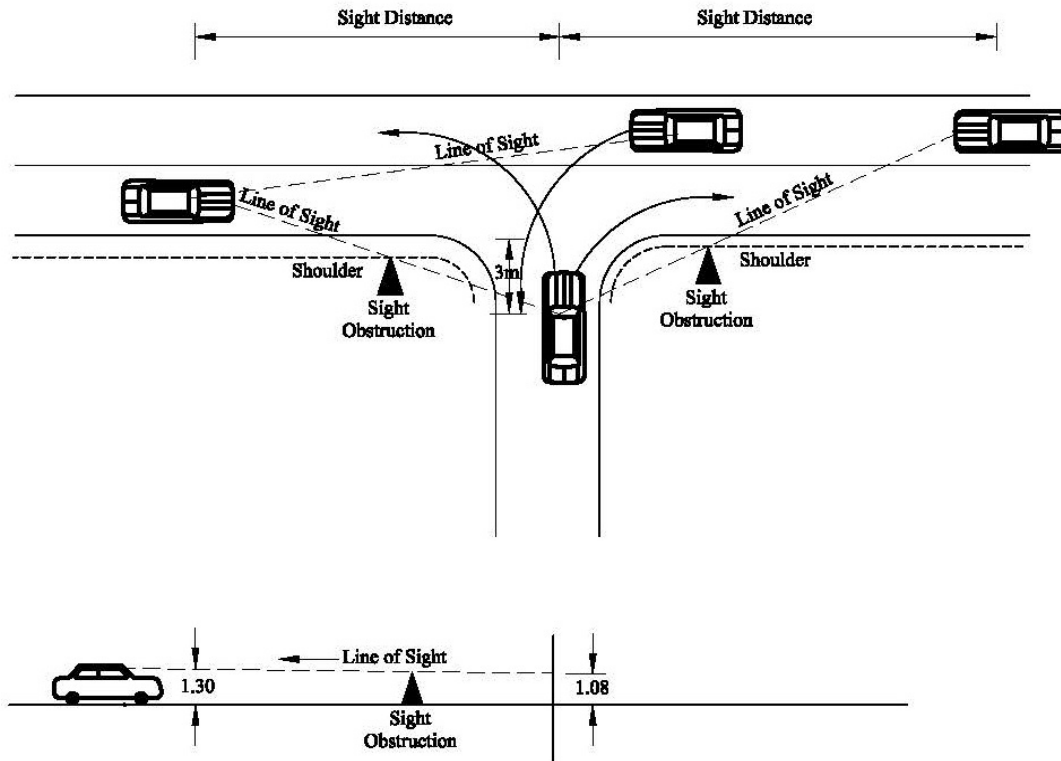 Sight Distance
Sight Distance
Line of Sight
Line of Sight
Line of Sight
Shoulder
3m
Shoulder
Sight
Obstruction
Sight
Obstruction
Line of Sight
1.30
1.08
Sight
Obstruction